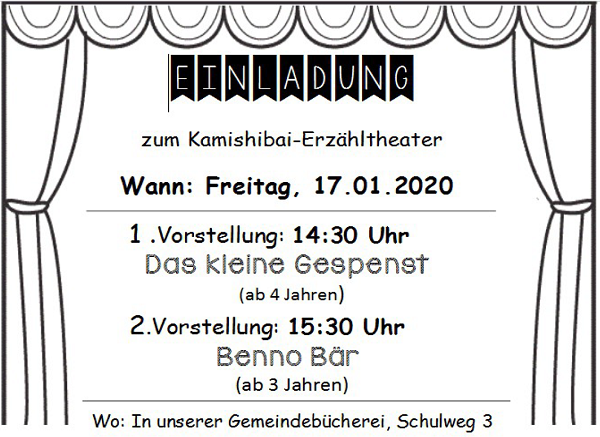 EINLADUNG
zum Kamishibai-Erzähltheater
Wann: Freitag, 17.01.2020
1 .Vorstellung: 14:30 Uhr
Das kleine Gespenst
(ab 4 Jahren)
2.Vorstellung: 15:30 Uhr
Benno Bär
(ab 3 Jahren)
Wo: In unserer Gemeindebücherei, Schulweg 3